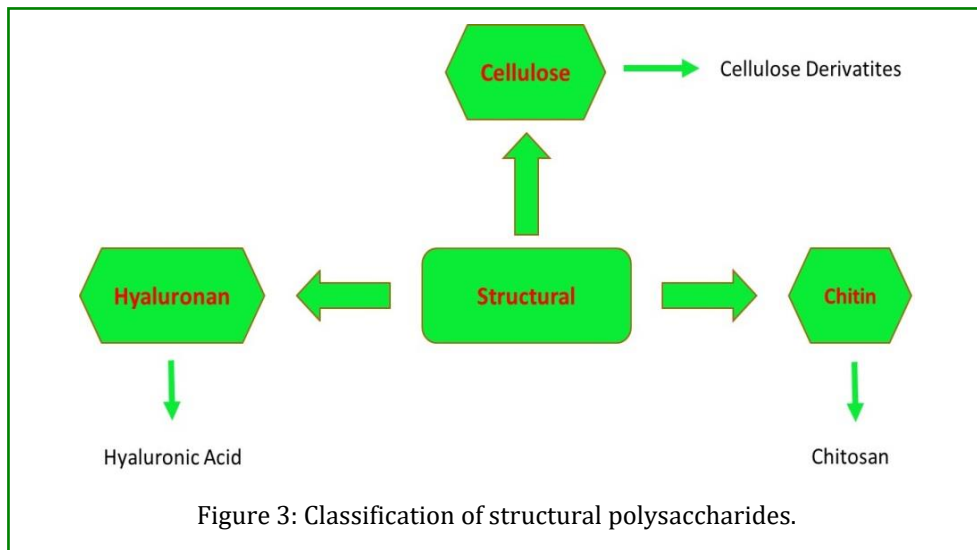 Cellulose
Cellulose Derivatites
Hyaluronan
Structural
Chitin
Hyaluronic Acid
Chitosan
Figure 3: Classification of structural polysaccharides.